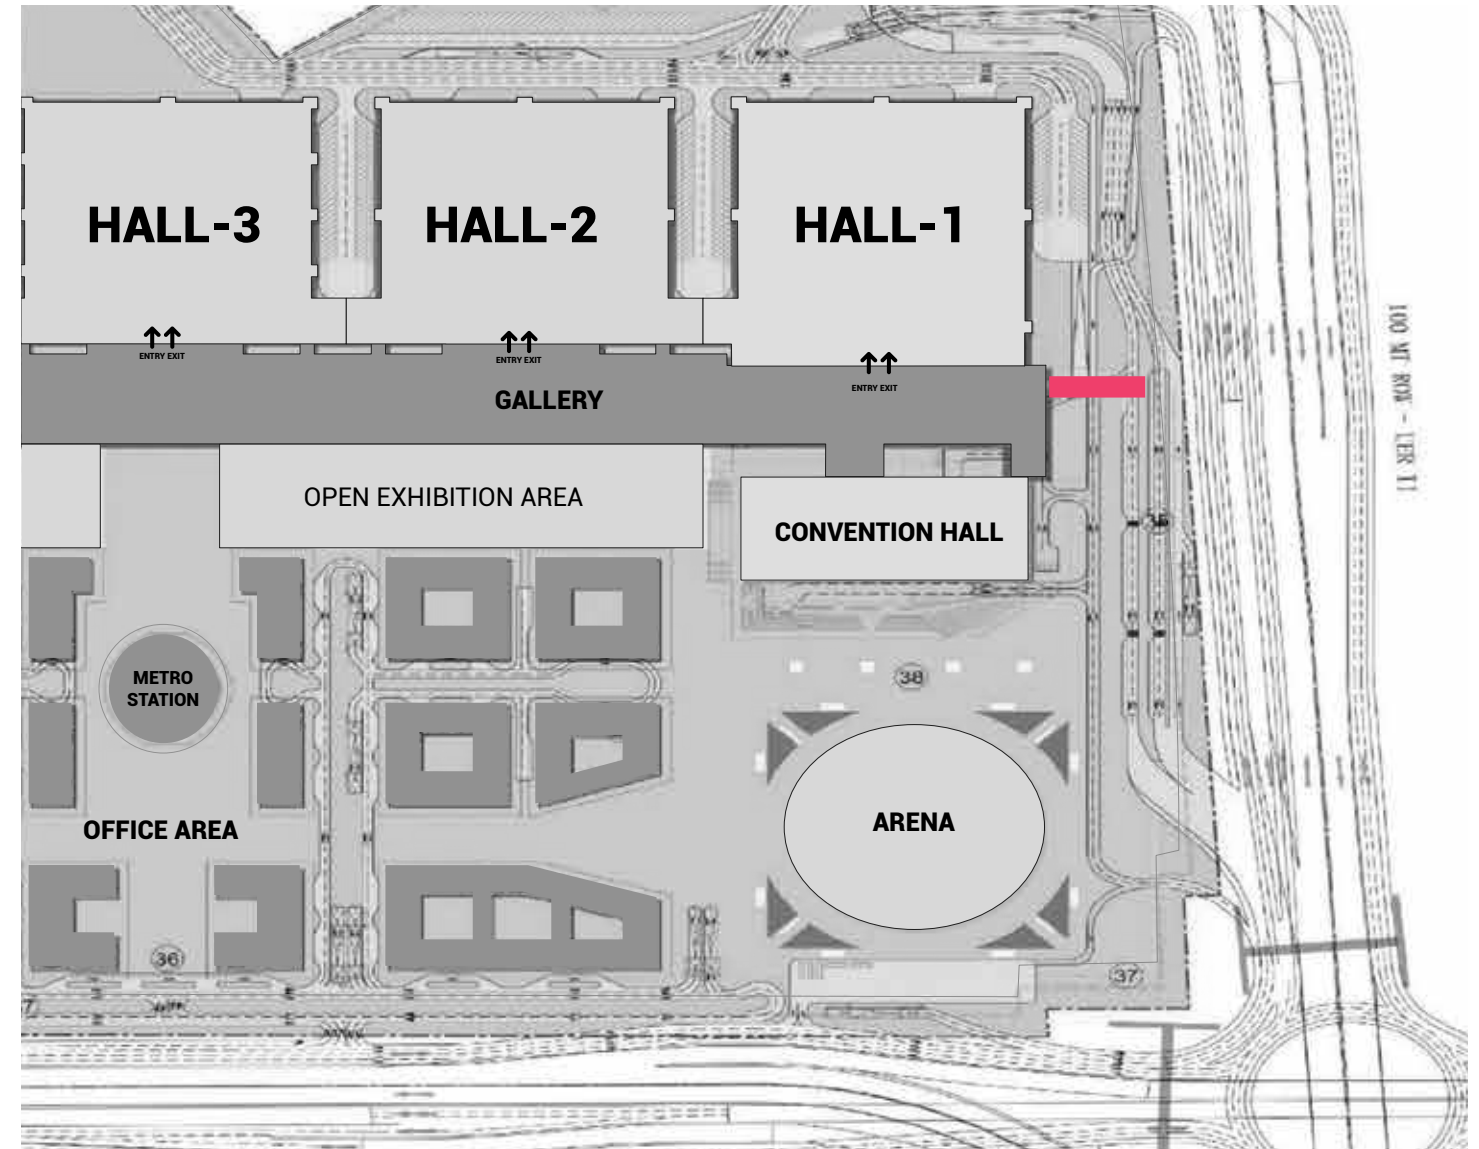 HALL-3
HALL-2
HALL-1
ENTRY EXIT
ENTRY EXIT
ENTRY EXIT
GALLERY
OPEN EXHIBITION AREA
CONVENTION HALL
METRO
STATION
38
OFFICE AREA
ARENA
36
37
7